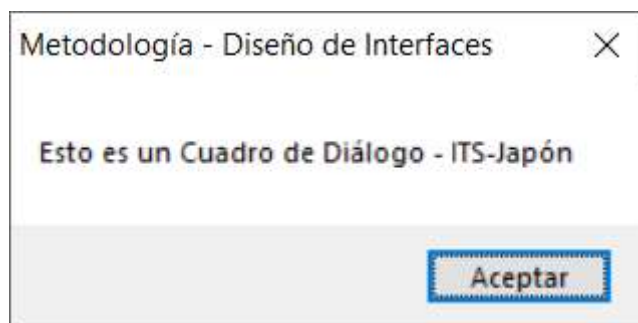 Metodología - Diseño de Interfaces
Esto es un Cuadro de Diálogo - ITS-Japón
Aceptar